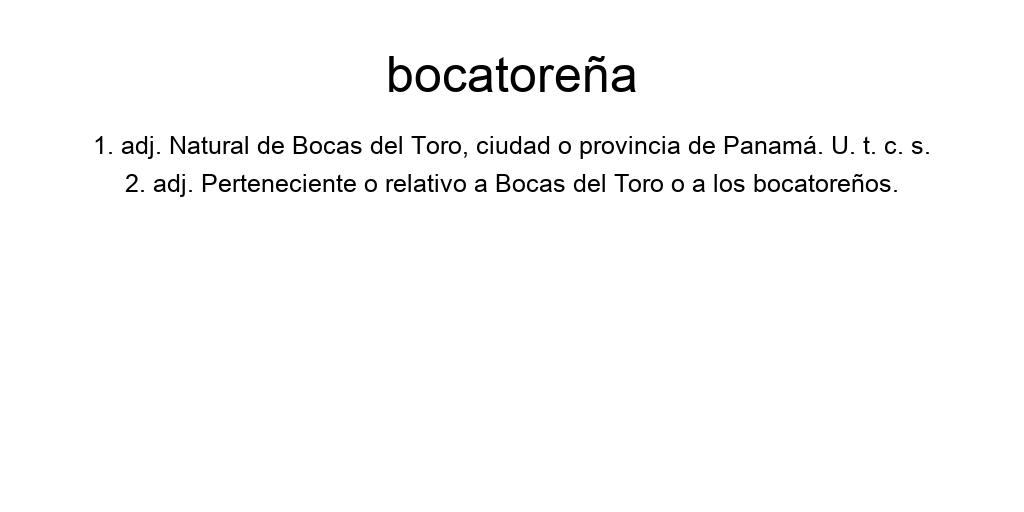 bocatoreña
1. adj. Natural de Bocas del Toro, ciudad o provincia de Panamá. U. t. c. s.
2. adj. Perteneciente o relativo a Bocas del Toro o a los bocatoreños.